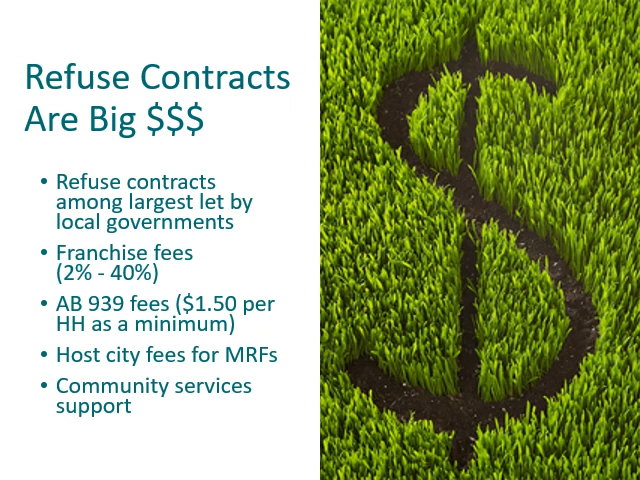 Refuse Contracts
Are Big $$$
• Refuse contracts
among largest let by
local governments
• Franchise fees
(2% - 40%)
• AB 939 fees ($1.50 per
HH as a minimum)
• Host city fees for MRFs
• Community services
support